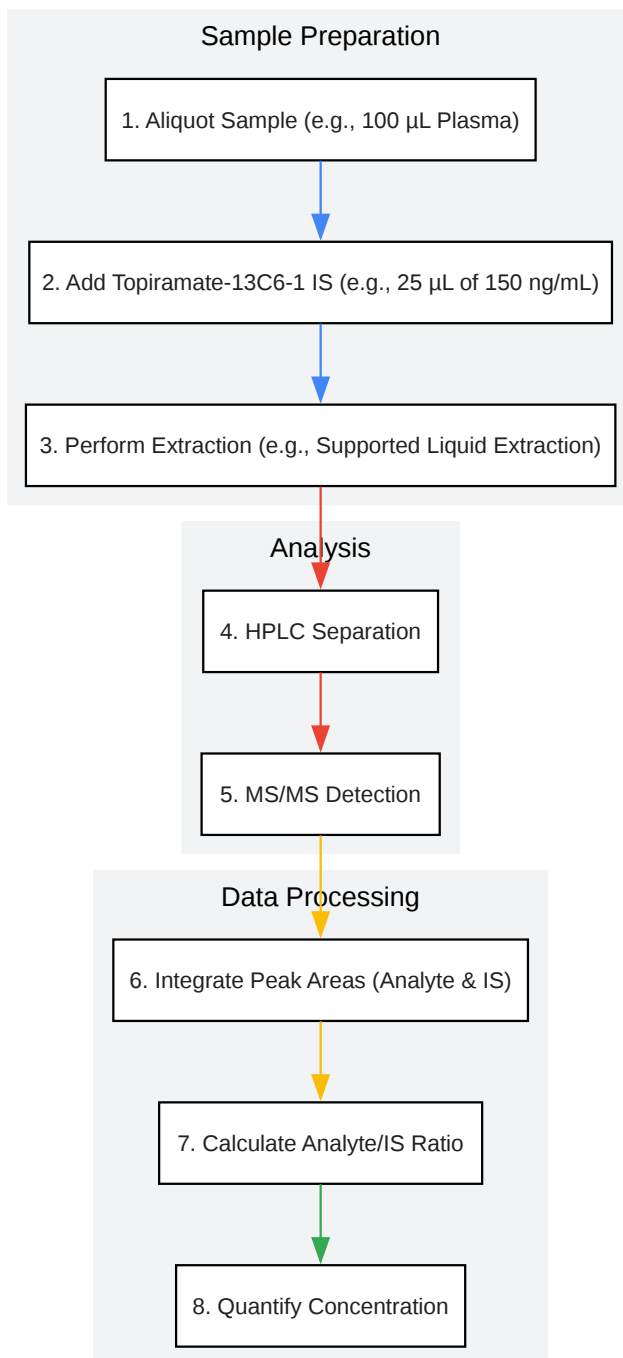 Sample Preparation
1. Aliquot Sample (e.g., 100 µL Plasma)
2. Add Topiramate-13C6-1 IS (e.g., 25 µL of 150 ng/mL)
3. Perform Extraction (e.g., Supported Liquid Extraction)
Analysis
4. HPLC Separation
5. MS/MS Detection
Data Processing
6. Integrate Peak Areas (Analyte & IS)
7. Calculate Analyte/IS Ratio
8. Quantify Concentration